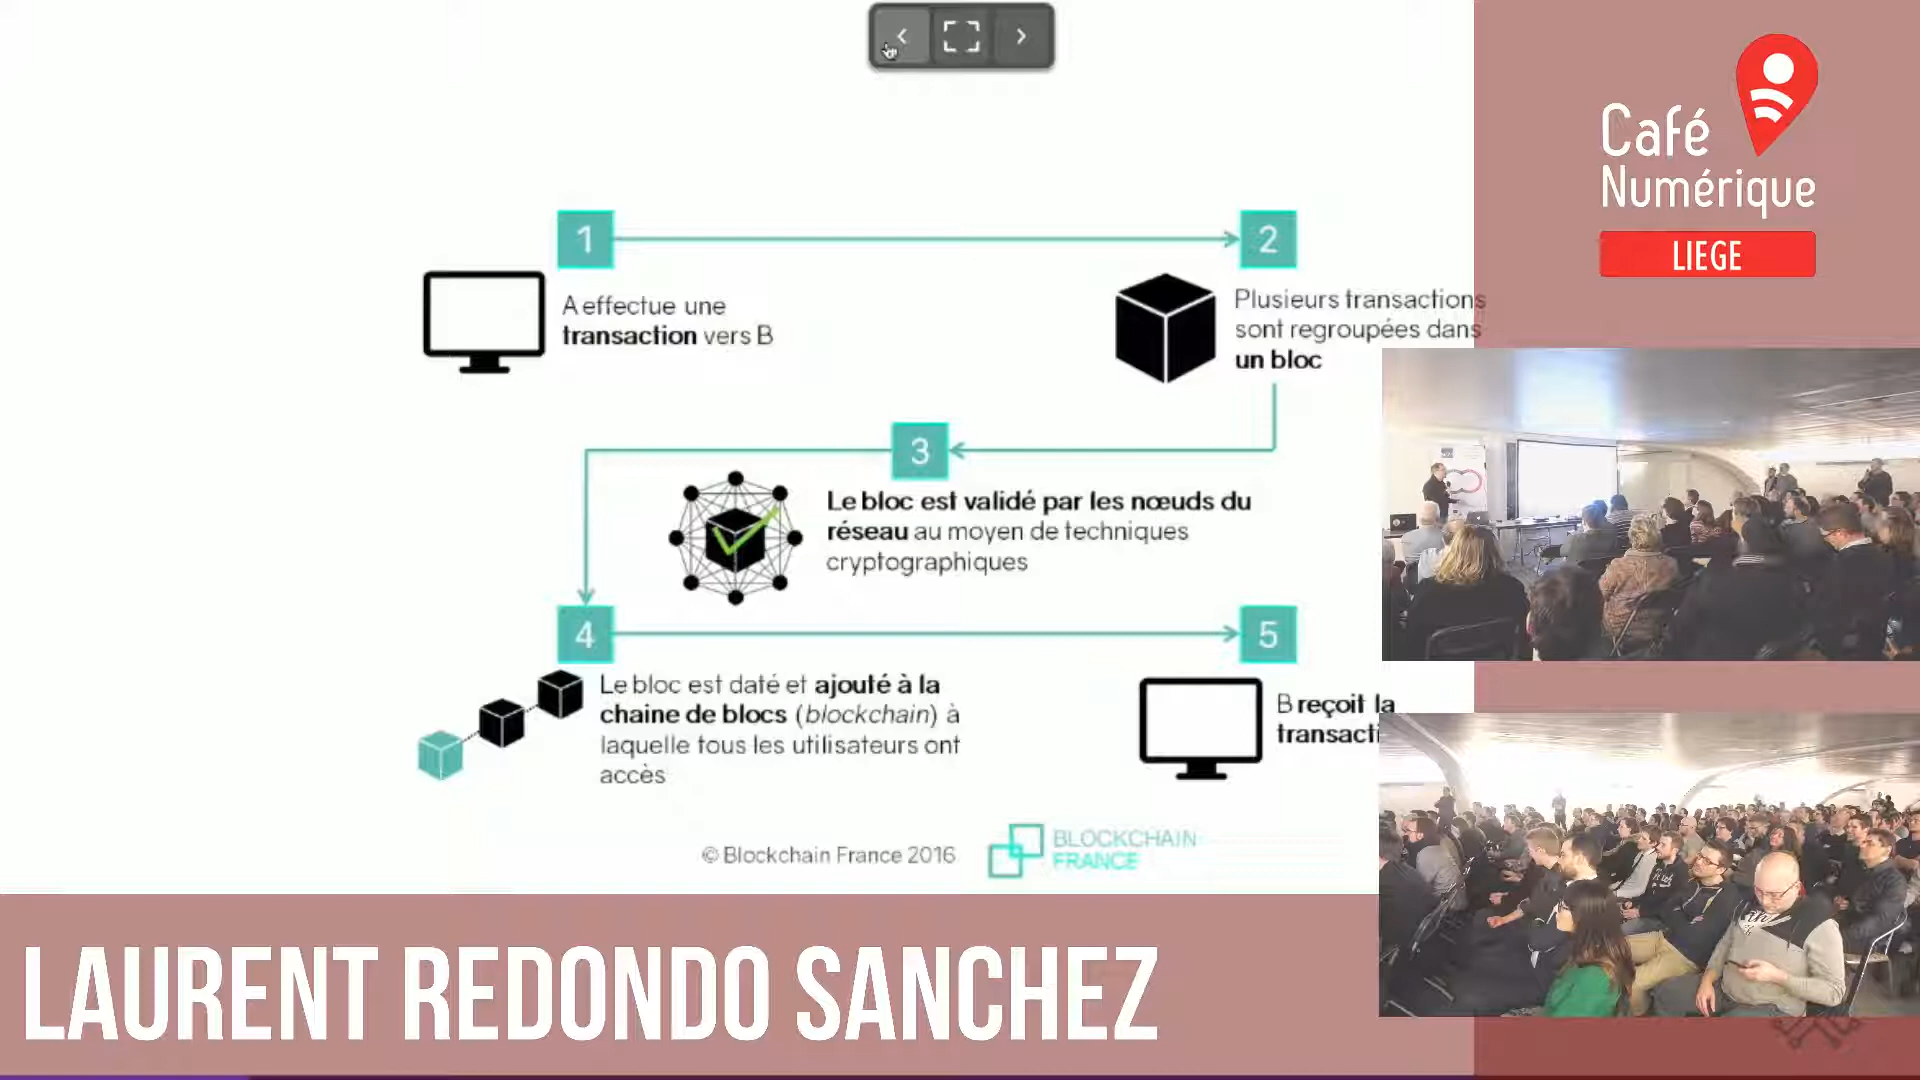 Café
Numérique
LIEGE
1
2
A effectue une
transaction vers B
Plusieurs transactions
sont regroupées dans
un bloc
3
Le bloc est validé par les nœuds du
réseau au moyen de techniques
cryptographiques
4
5
Le bloc est daté et ajouté à la
chaine de blocs (blockchain) à
laquelle tous les utilisateurs ont
accès
B reçoit la
transacti
© Blockchain France 2016
BLOCKCHAIN
FRANCE
LAURENT REDONDO SANCHEZ